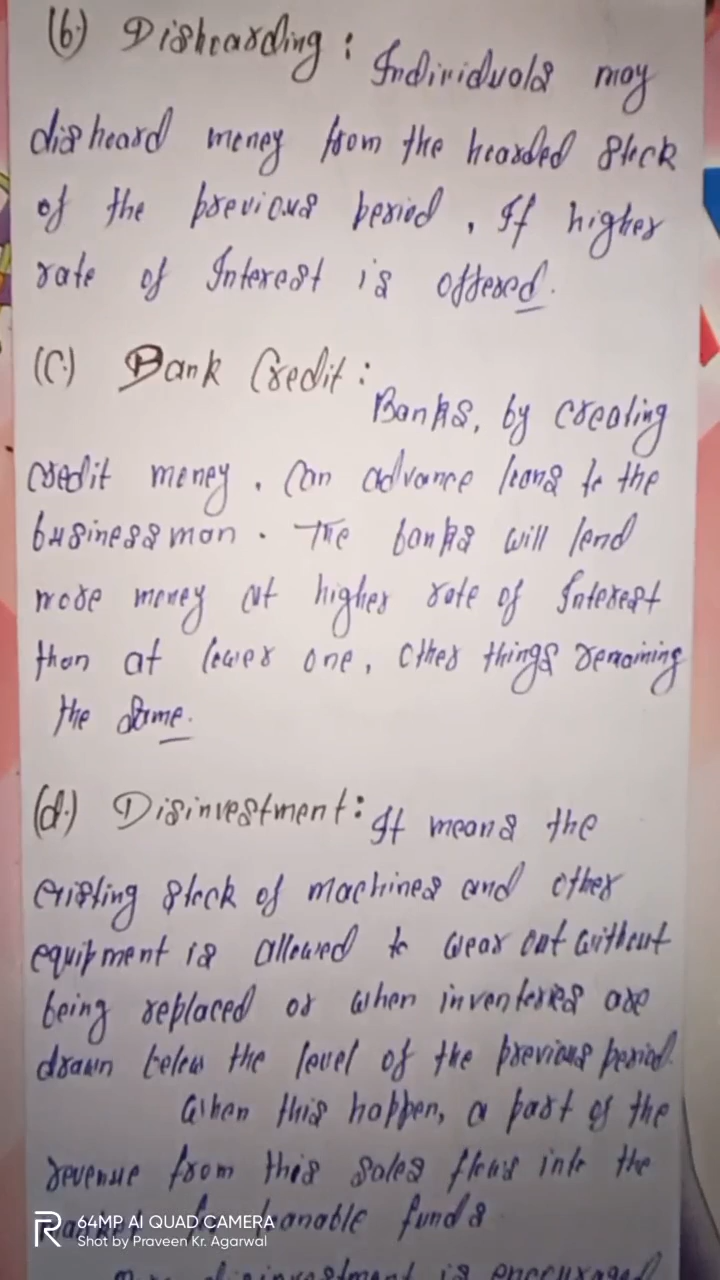 (b) Dishoarding : Individuals may
dishoard money from the hoarded stock
of the previous period, If higher
rate of Interest is offered.
(C) Bank Credit :
Banks, by creating
credit money, Can advance loans to the
businessman. The banks will lend
more money at higher rate of Interest
than at lower one, Other things remaining
the same.
(d) Disinvestment : It means the
existing stock of machines and other
equipment is allowed to wear out without
being replaced or when inventories are
drawn below the level of the previous period.
When this happen, a part of the
revenue from this sales flows into the
loanable funds
64MP AI QUAD CAMERA
Shot by Praveen Kr. Agarwal
disinvestment is encouraged